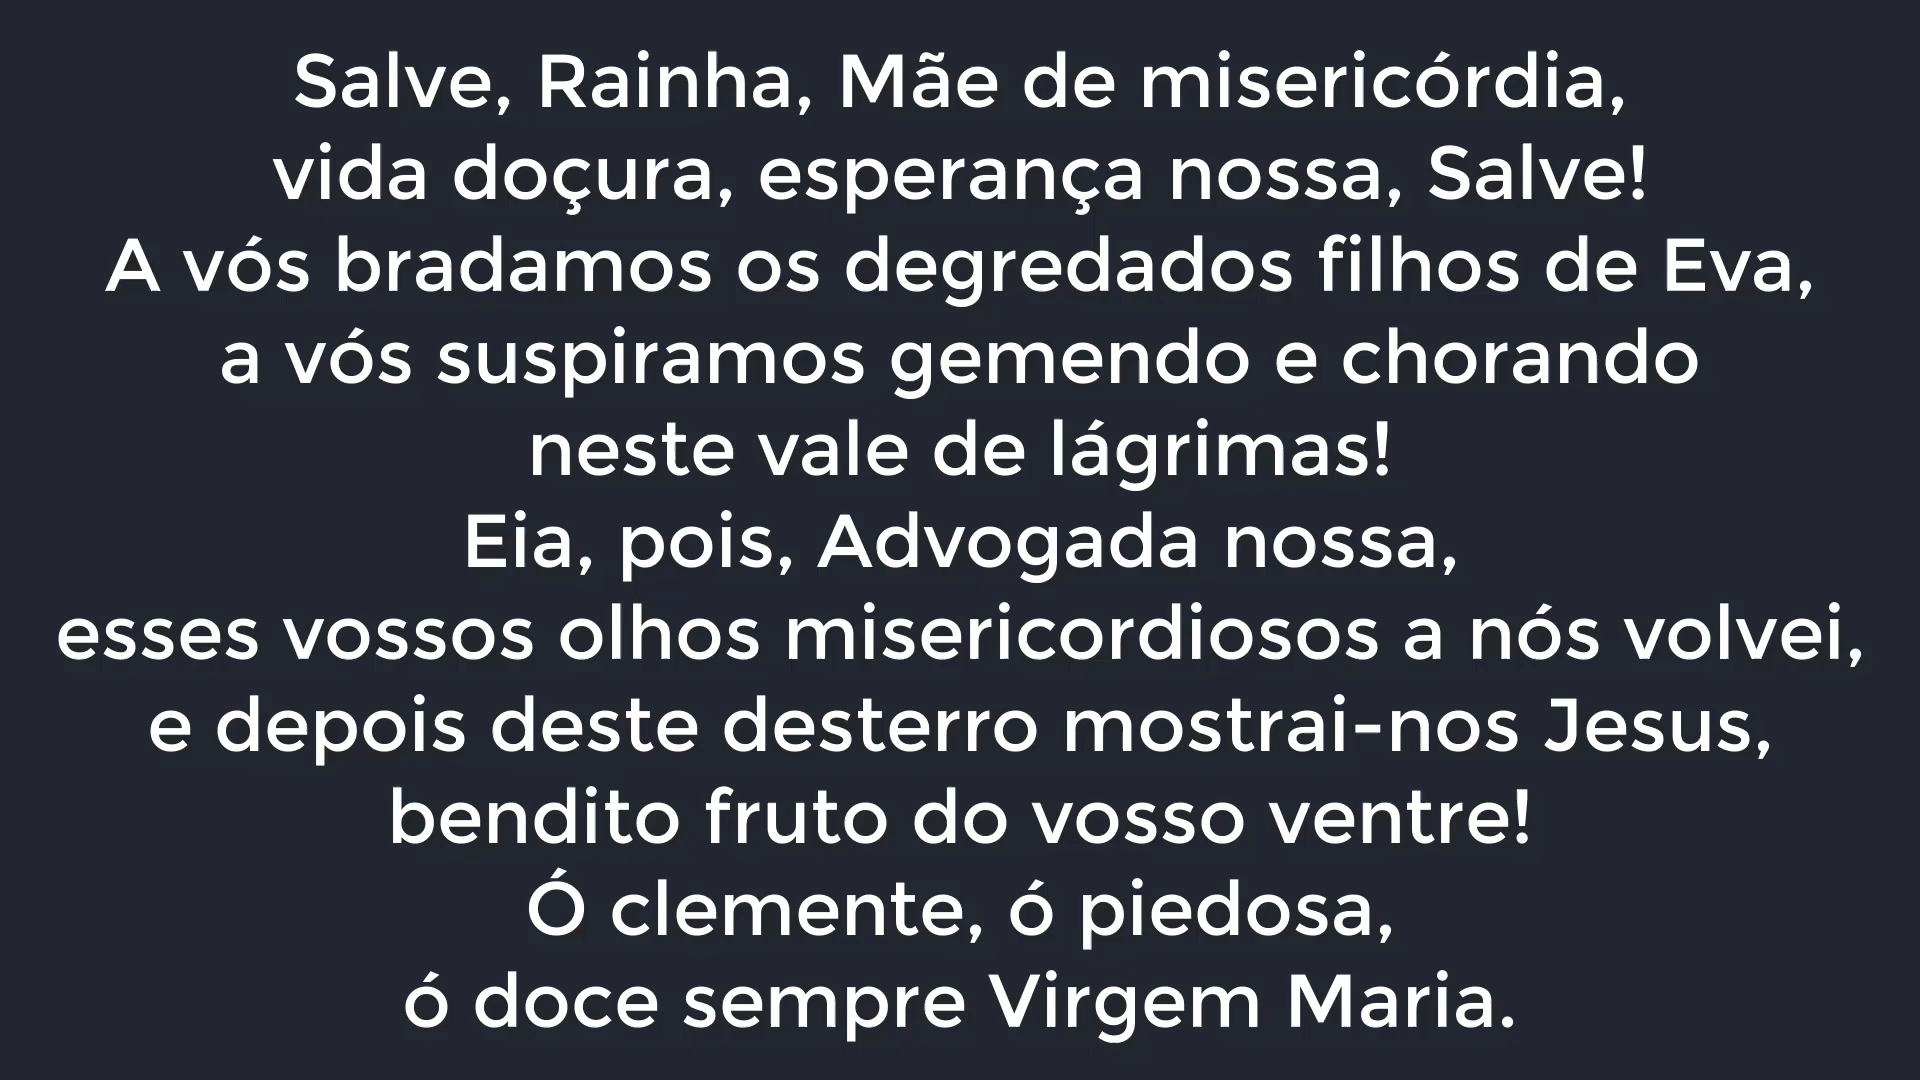 Salve, Rainha, Mãe de misericórdia,
vida doçura, esperança nossa, Salve!
A vós bradamos os degredados filhos de Eva,
a vós suspiramos gemendo e chorando
neste vale de lágrimas!
Eia, pois, Advogada nossa,
esses vossos olhos misericordiosos a nós volvei,
e depois deste desterro mostrai-nos Jesus,
bendito fruto do vosso ventre!
Ó clemente, ó piedosa,
ó doce sempre Virgem Maria.